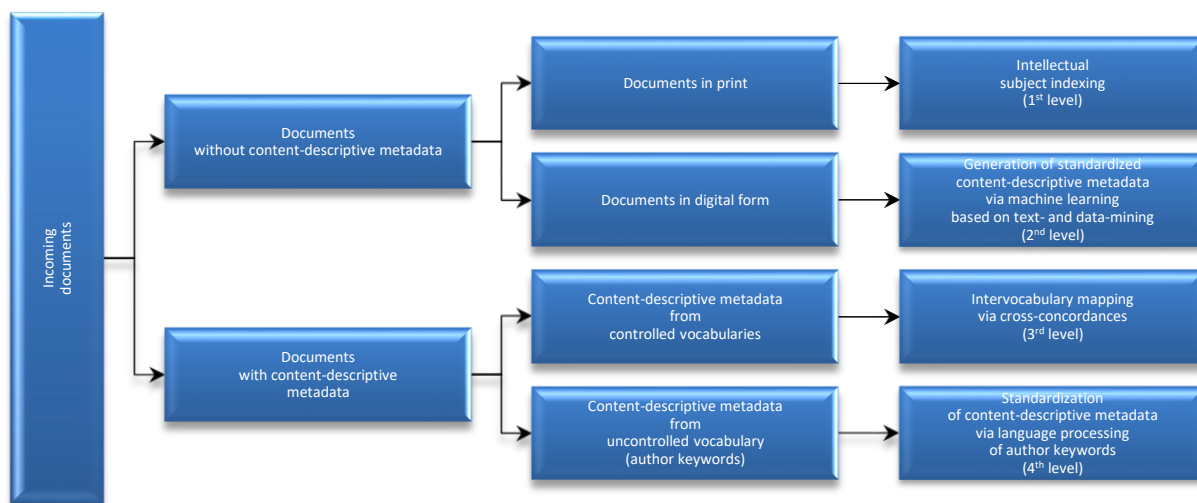 Incoming
documents
Documents
without content-descriptive metadata
Documents
with content-descriptive
metadata
Documents in print
Documents in digital form
Content-descriptive metadata
from
controlled vocabularies
Content-descriptive metadata
from
uncontrolled vocabulary
(author keywords)
Intellectual
subject indexing
(1st level)
Generation of standardized
content-descriptive metadata
via machine learning
based on text- and data-mining
(2nd level)
Intervocabulary mapping
via cross-concordances
(3rd level)
Standardization
of content-descriptive metadata
via language processing
of author keywords
(4th level)